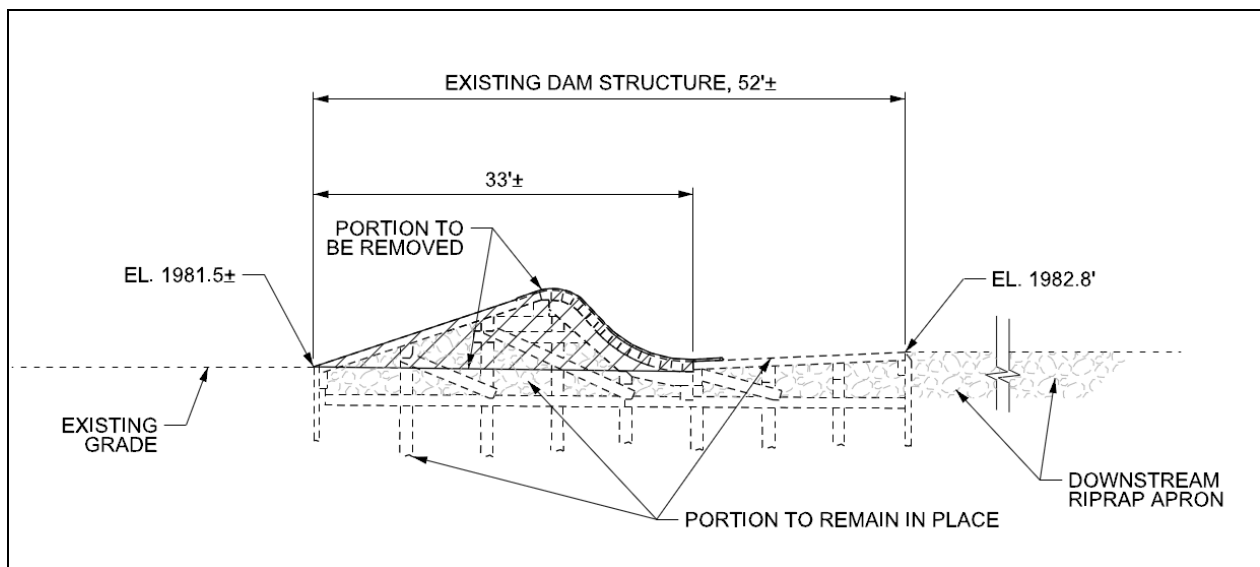 EXISTING DAM STRUCTURE, 52'±
33'±
PORTION TO
BE REMOVED
EL. 1981.5±
EL. 1982.8'
EXISTING
GRADE
DOWNSTREAM
RIPRAP APRON
PORTION TO REMAIN IN PLACE